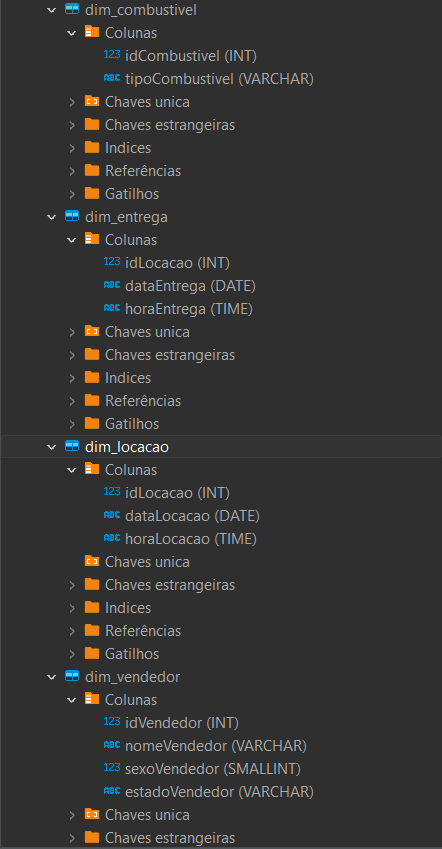 dim_combustivel
Colunas
123 idCombustivel (INT)
ABC tipoCombustivel (VARCHAR)
Chaves unica
Chaves estrangeiras
Indices
Referências
Gatilhos
dim_entrega
Colunas
123 idLocacao (INT)
ABC dataEntrega (DATE)
ABC horaEntrega (TIME)
Chaves unica
Chaves estrangeiras
Indices
Referências
Gatilhos
dim_locacao
Colunas
123 idLocacao (INT)
ABC dataLocacao (DATE)
ABC horaLocacao (TIME)
Chaves unica
Chaves estrangeiras
Indices
Referências
Gatilhos
dim_vendedor
Colunas
123 idVendedor (INT)
ABC nomeVendedor (VARCHAR)
123 sexoVendedor (SMALLINT)
ABC estadoVendedor (VARCHAR)
Chaves unica
Chaves estrangeiras